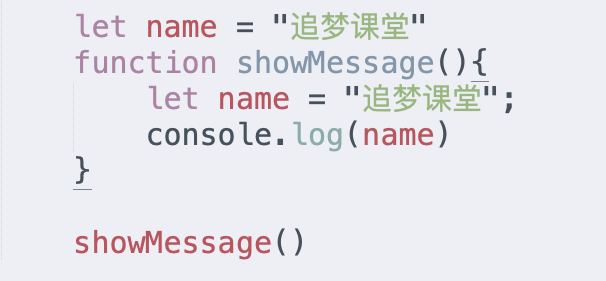 let name = "追梦课堂"
function showMessage(){
    let name = "追梦课堂";
    console.log(name)
}
showMessage()